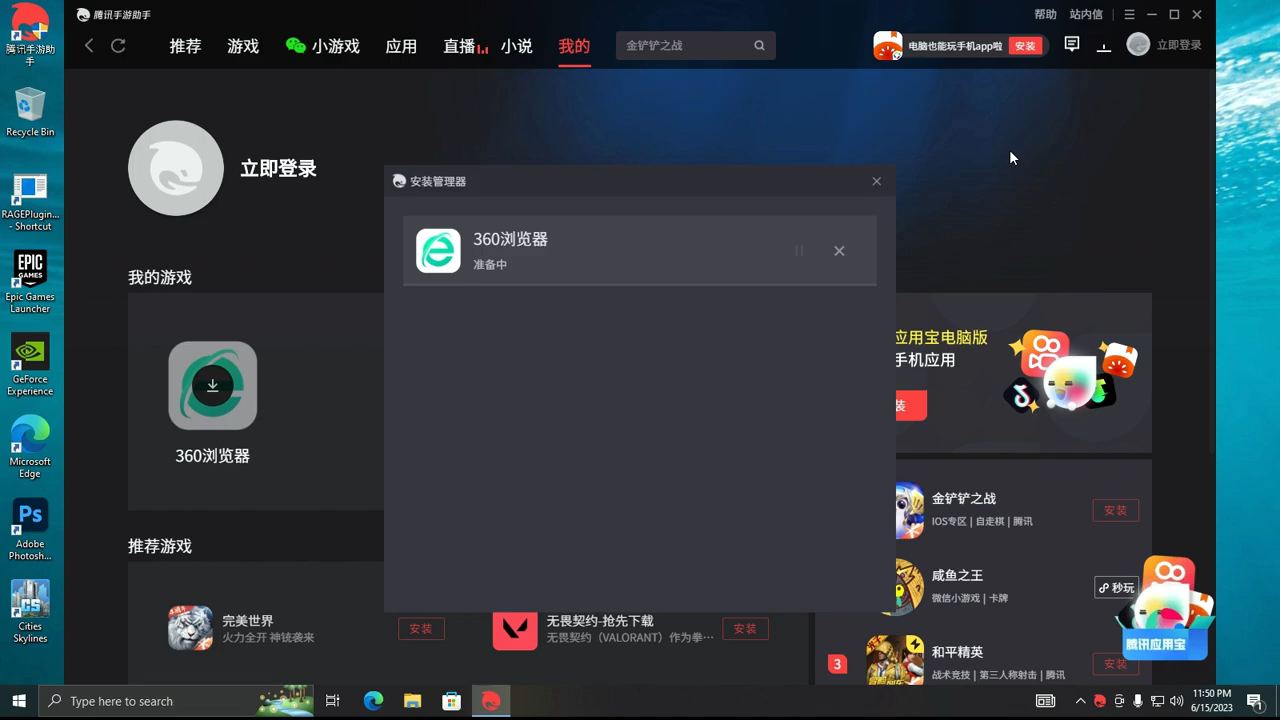 腾讯手游助手
帮助
站内信
推荐
游戏
小游戏
应用
直播
小说
我的
金铲铲之战
电脑也能玩手机app啦
安装
立即登录
腾讯手游助
手
Recycle Bin
RAGEPlugin...
- Shortcut
EPIC
GAMES
Epic Games
Launcher
GeForce
Experience
Microsoft
Edge
Ps
Adobe
Photosh...
CS
Cities
Skylines
立即登录
我的游戏
360浏览器
安装管理器
360浏览器
准备中
应用宝电脑版
手机应用
装
推荐游戏
完美世界
火力全开 神铳袭来
安装
无畏契约-抢先下载
无畏契约（VALORANT）作为拳…
安装
金铲铲之战
IOS专区 | 自走棋 | 腾讯
安装
咸鱼之王
微信小游戏 | 卡牌
秒玩
3
和平精英
战术竞技 | 第三人称射击 | 腾讯
安装
腾讯应用宝
Type here to search
11:50 PM
6/15/2023
1